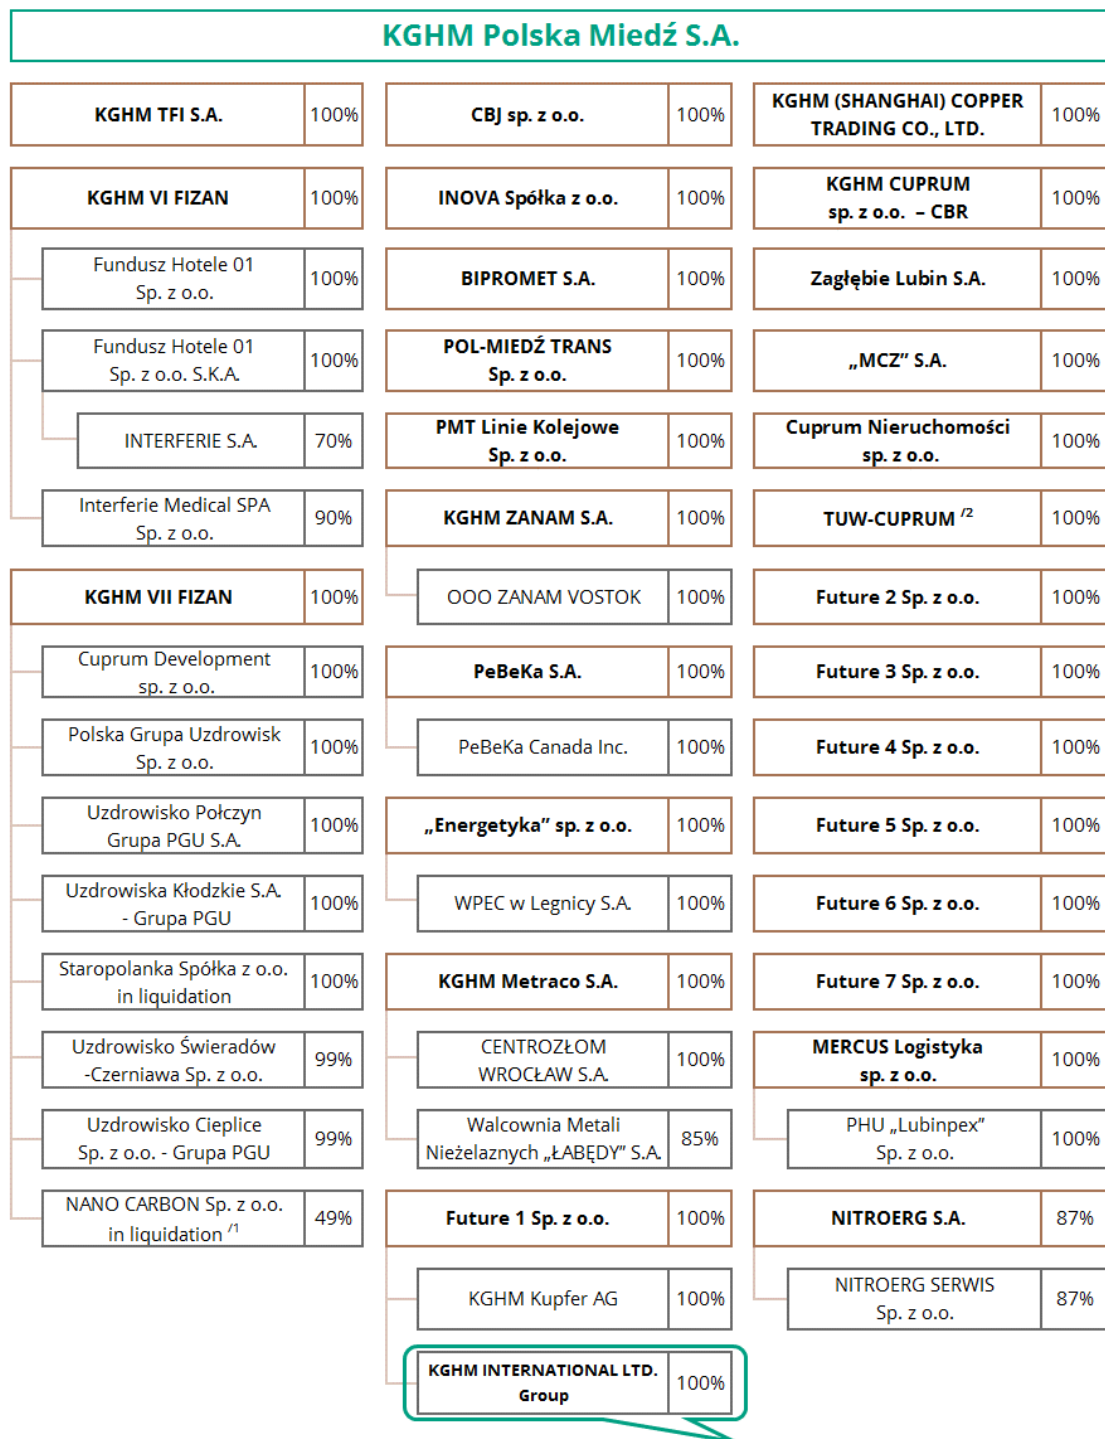 KGHM Polska Miedź S.A.
KGHM TFI S.A. 100%
KGHM VI FIZAN 100%
Fundusz Hotele 01
Sp. z o.o. 100%
Fundusz Hotele 01
Sp. z o.o. S.K.A. 100%
INTERFERIE S.A. 70%
Interferie Medical SPA
Sp. z o.o. 90%
KGHM VII FIZAN 100%
Cuprum Development
sp. z o.o. 100%
Polska Grupa Uzdrowisk
Sp. z o.o. 100%
Uzdrowisko Połczyn
Grupa PGU S.A. 100%
Uzdrowiska Kłodzkie S.A.
- Grupa PGU 100%
Staropolanka Spółka z o.o.
in liquidation 100%
Uzdrowisko Świeradów
-Czerniawa Sp. z o.o. 99%
Uzdrowisko Cieplice
Sp. z o.o. - Grupa PGU 99%
NANO CARBON Sp. z o.o.
in liquidation /1 49%
CBJ sp. z o.o. 100%
INOVA Spółka z o.o. 100%
BIPROMET S.A. 100%
POL-MIEDŹ TRANS
Sp. z o.o. 100%
PMT Linie Kolejowe
Sp. z o.o. 100%
KGHM ZANAM S.A. 100%
OOO ZANAM VOSTOK 100%
PeBeKa S.A. 100%
PeBeKa Canada Inc. 100%
„Energetyka” sp. z o.o. 100%
WPEC w Legnicy S.A. 100%
KGHM Metraco S.A. 100%
CENTROZŁOM
WROCŁAW S.A. 100%
Walcownia Metali
Nieżelaznych „ŁABĘDY” S.A. 85%
Future 1 Sp. z o.o. 100%
KGHM Kupfer AG 100%
KGHM INTERNATIONAL LTD.
Group 100%
KGHM (SHANGHAI) COPPER
TRADING CO., LTD. 100%
KGHM CUPRUM
sp. z o.o. – CBR 100%
Zagłębie Lubin S.A. 100%
„MCZ” S.A. 100%
Cuprum Nieruchomości
sp. z o.o. 100%
TUW-CUPRUM /2 100%
Future 2 Sp. z o.o. 100%
Future 3 Sp. z o.o. 100%
Future 4 Sp. z o.o. 100%
Future 5 Sp. z o.o. 100%
Future 6 Sp. z o.o. 100%
Future 7 Sp. z o.o. 100%
MERCUS Logistyka
sp. z o.o. 100%
PHU „Lubinpex”
Sp. z o.o. 100%
NITROERG S.A. 87%
NITROERG SERWIS
Sp. z o.o. 87%